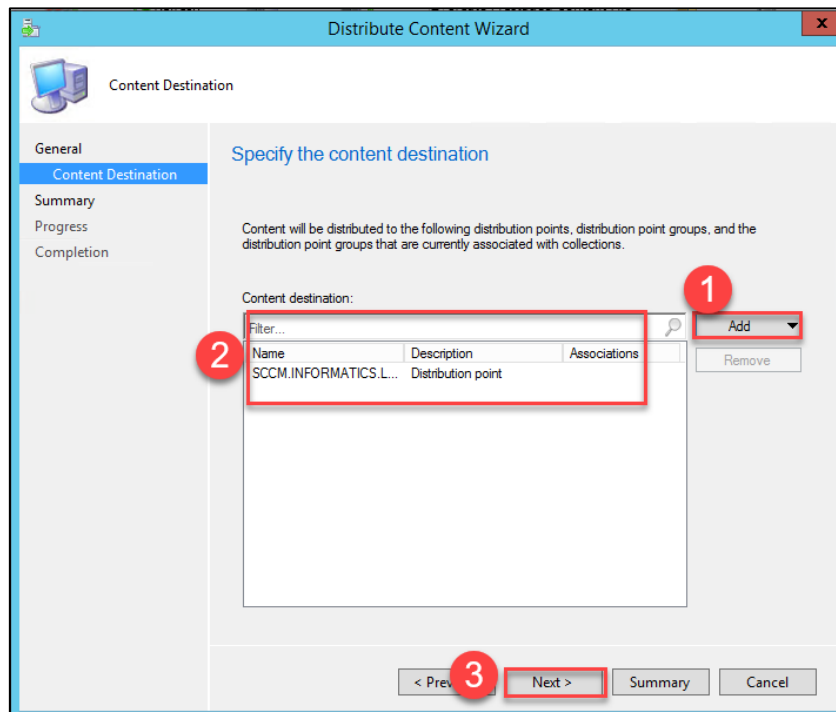 Distribute Content Wizard
x
Content Destination
General
Content Destination
Summary
Progress
Completion
Specify the content destination
Content will be distributed to the following distribution points, distribution point groups, and the
distribution point groups that are currently associated with collections.
1
Content destination:
Filter...
Add
2
Name Description Associations
Remove
SCCM.INFORMATICS.L... Distribution point
3
< Prev
Next >
Summary
Cancel